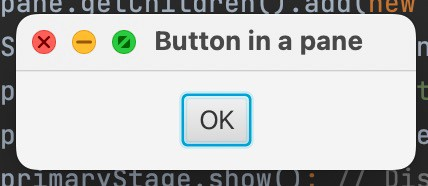 pane.getChildren().add(new
Button in a pane
OK
primaryStage.show(); // Dis